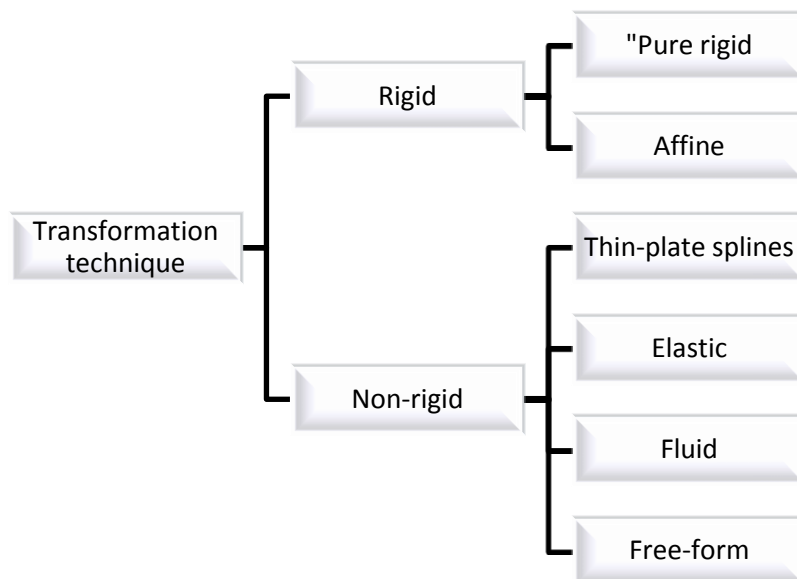 "Pure rigid
Rigid
Affine
Transformation
technique
Thin-plate splines
Elastic
Non-rigid
Fluid
Free-form